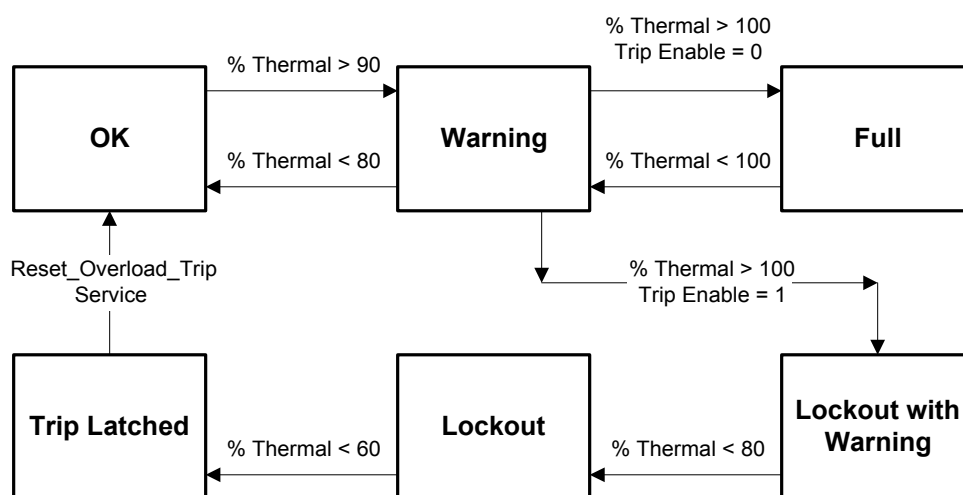 % Thermal > 100
Trip Enable = 0
% Thermal > 90
OK
Warning
Full
% Thermal < 80
% Thermal < 100
Reset_Overload_Trip
Service
% Thermal > 100
Trip Enable = 1
Trip Latched
Lockout
Lockout with
Warning
% Thermal < 60
% Thermal < 80